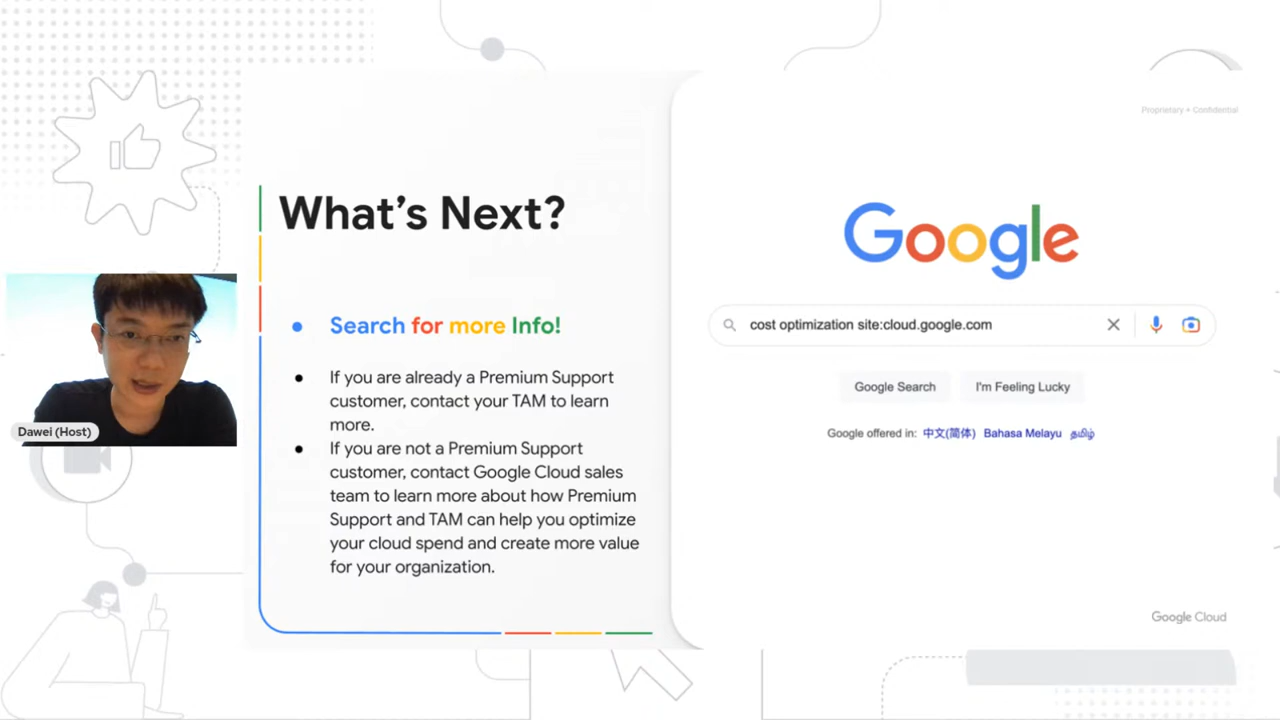 Proprietary + Confidential
What's Next?
Search for more Info!
If you are already a Premium Support
customer, contact your TAM to learn
more.
If you are not a Premium Support
customer, contact Google Cloud sales
team to learn more about how Premium
Support and TAM can help you optimize
your cloud spend and create more value
for your organization.
Google
cost optimization site:cloud.google.com
Google Search
I'm Feeling Lucky
Google offered in: 中文(简体) Bahasa Melayu தமிழ்
Google Cloud
Dawei (Host)